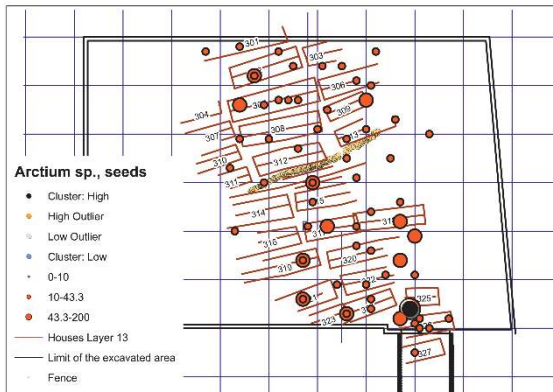 301
303
306
304
309
307
308
310
312
311
314
316
319
320
325
323
327
Arctium sp., seeds
Cluster: High
High Outlier
Low Outlier
Cluster: Low
0-10
10-43.3
43.3-200
Houses Layer 13
Limit of the excavated area
Fence